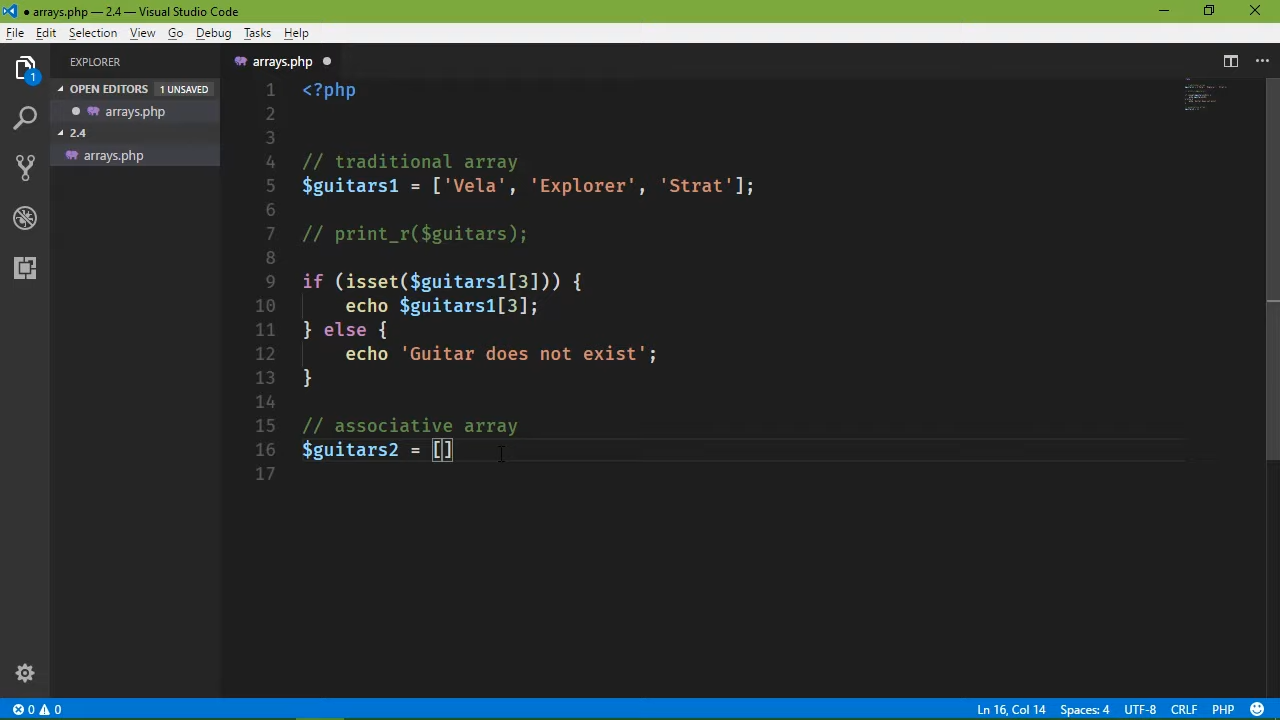 ● arrays.php — 2.4 — Visual Studio Code
File Edit Selection View Go Debug Tasks Help
EXPLORER
OPEN EDITORS 1 UNSAVED
● arrays.php
2.4
arrays.php
1
arrays.php ●
1 <?php
2
3
4 // traditional array
5 $guitars1 = ['Vela', 'Explorer', 'Strat'];
6
7 // print_r($guitars);
8
9 if (isset($guitars1[3])) {
10 echo $guitars1[3];
11 } else {
12 echo 'Guitar does not exist';
13 }
14
15 // associative array
16 $guitars2 = []
17
0 0 Ln 16, Col 14 Spaces: 4 UTF-8 CRLF PHP